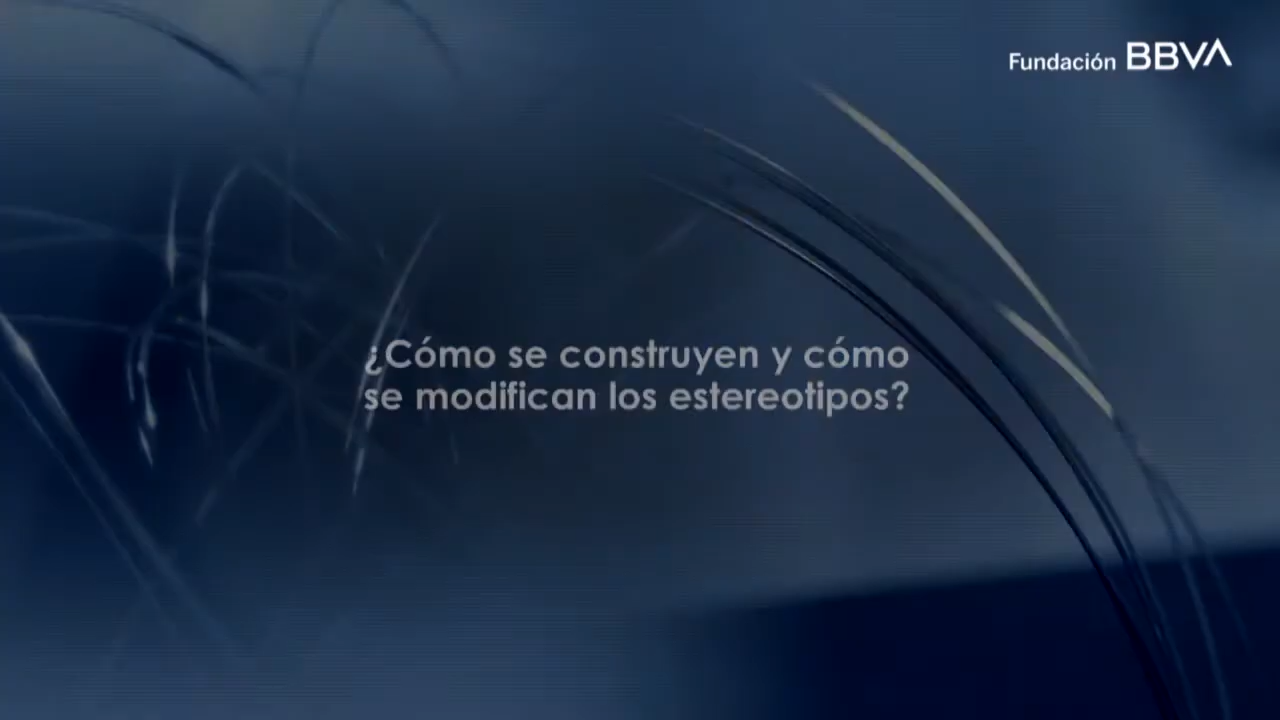 Fundación BBVA
¿Cómo se construyen y cómo
se modifican los estereotipos?